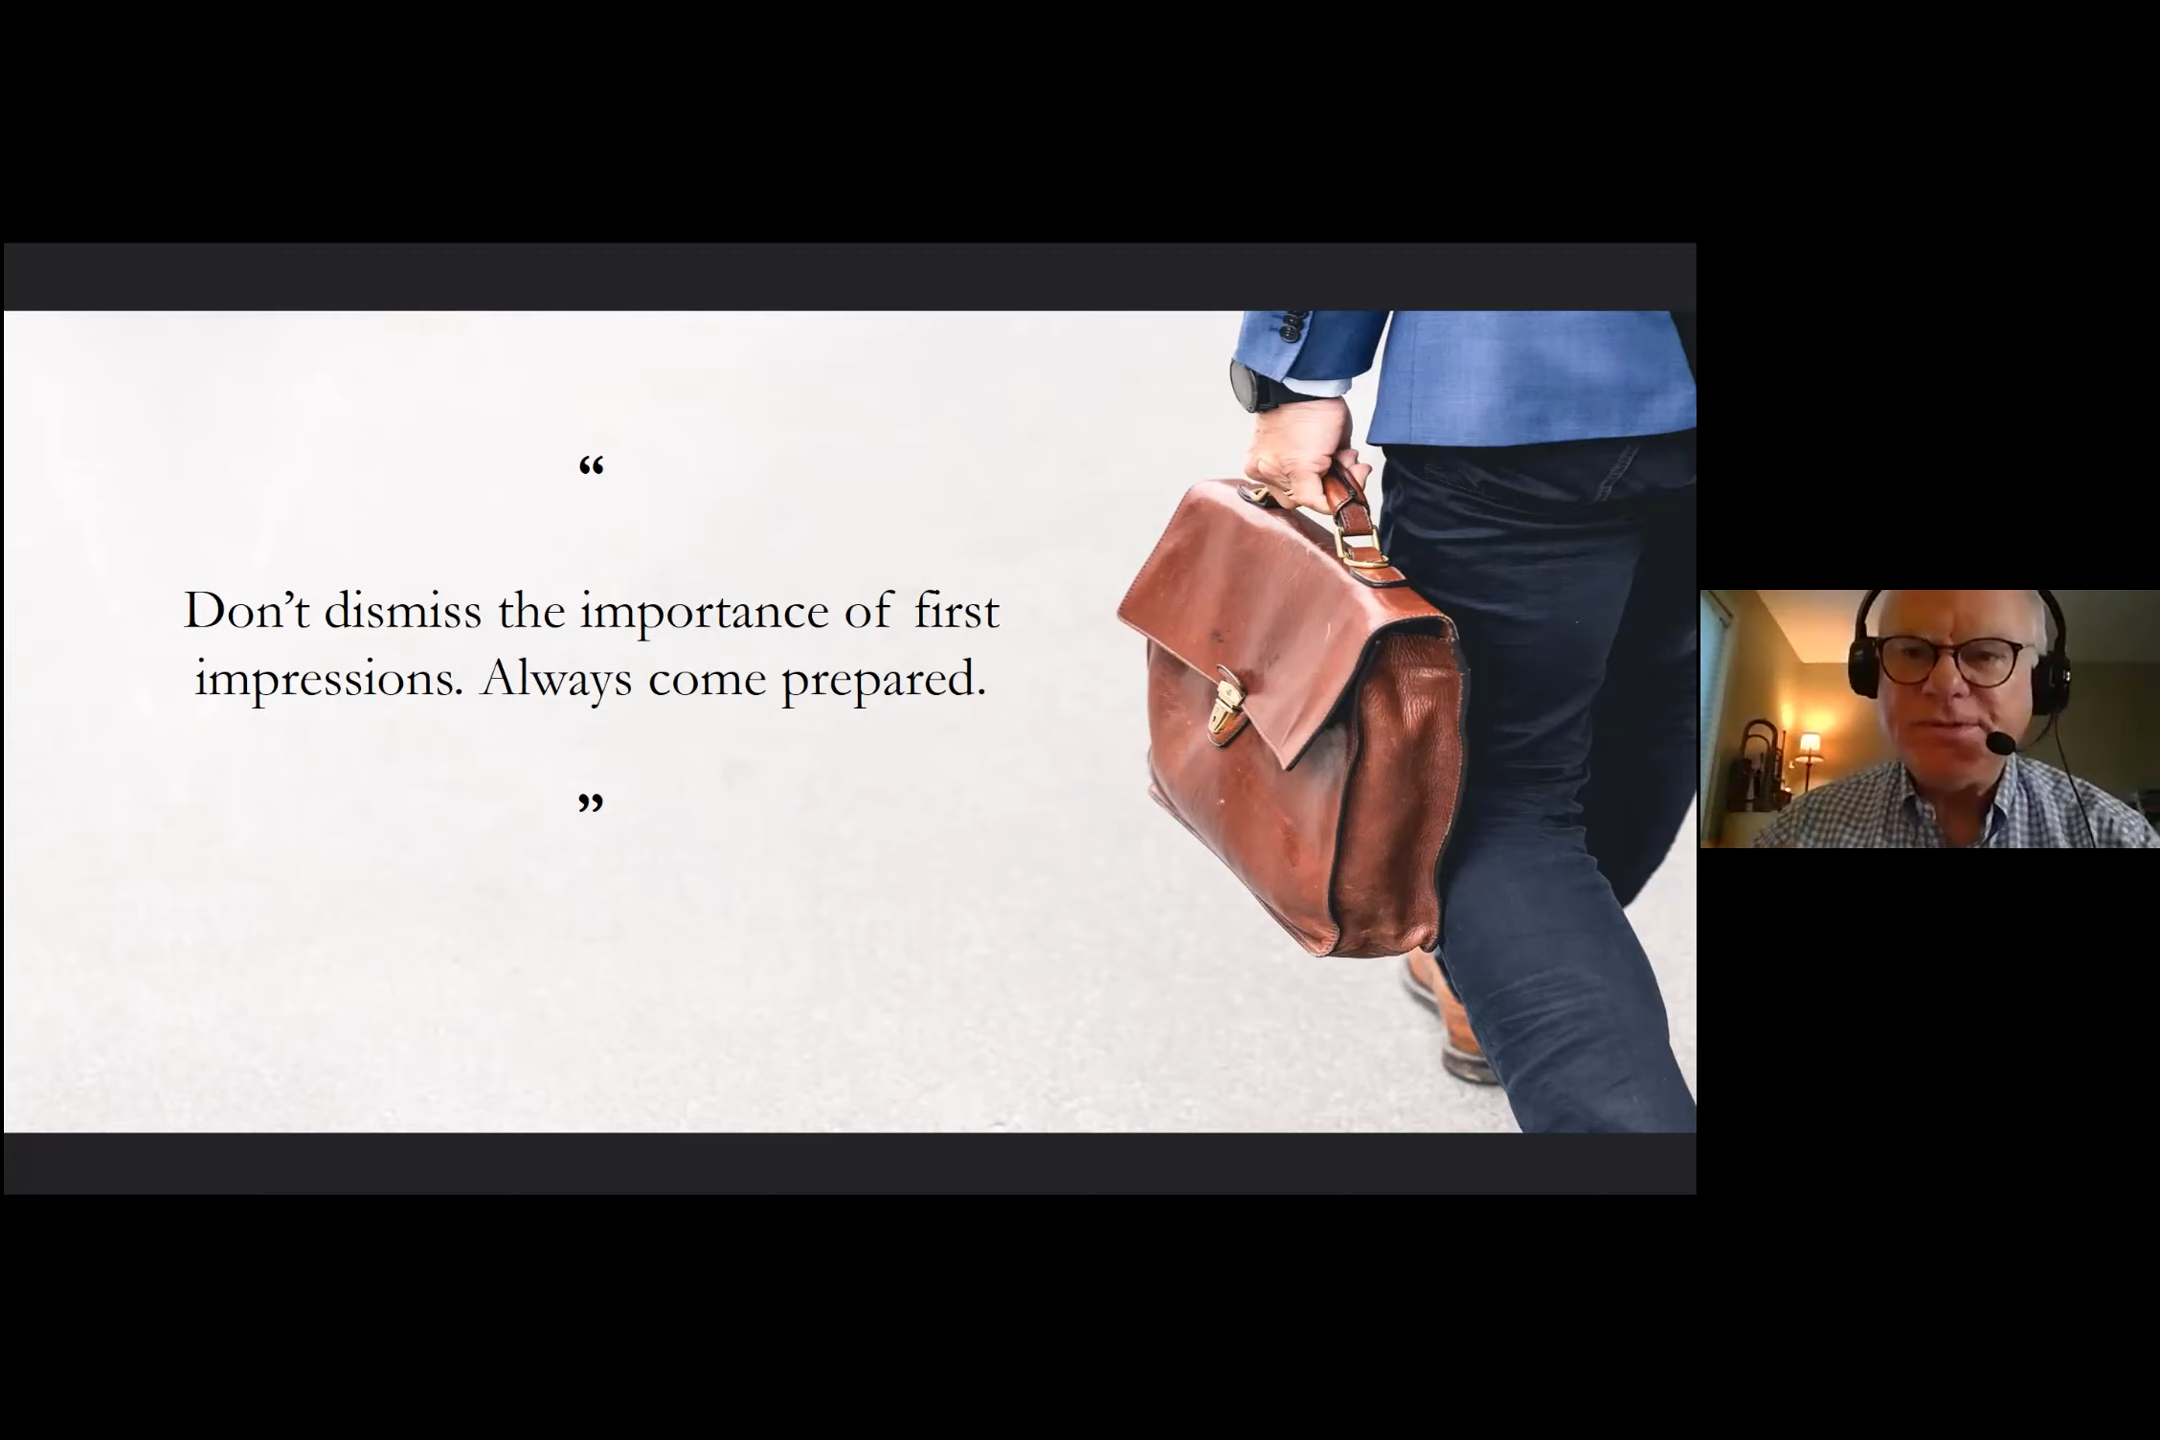 “
Don’t dismiss the importance of first
impressions. Always come prepared.
”